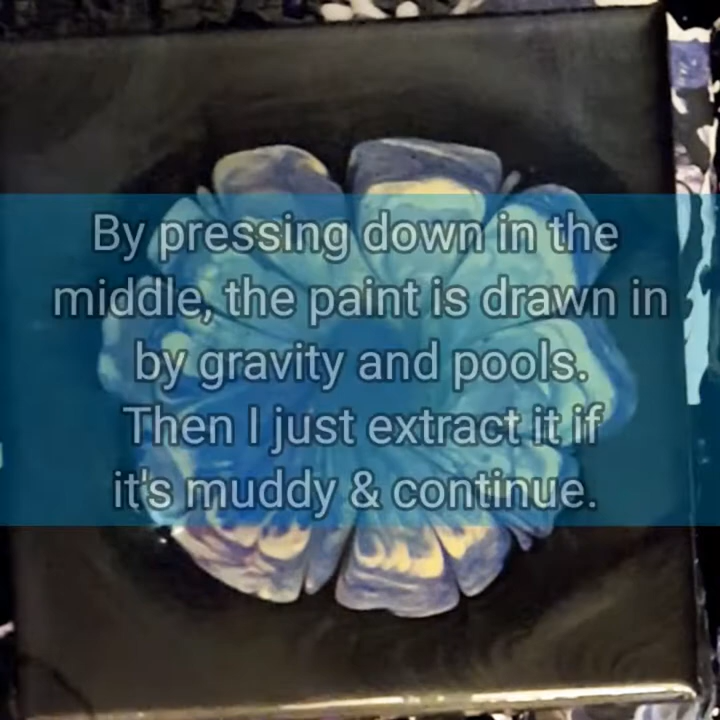 By pressing down in the
middle, the paint is drawn in
by gravity and pools.
Then I just extract it if
it's muddy & continue.